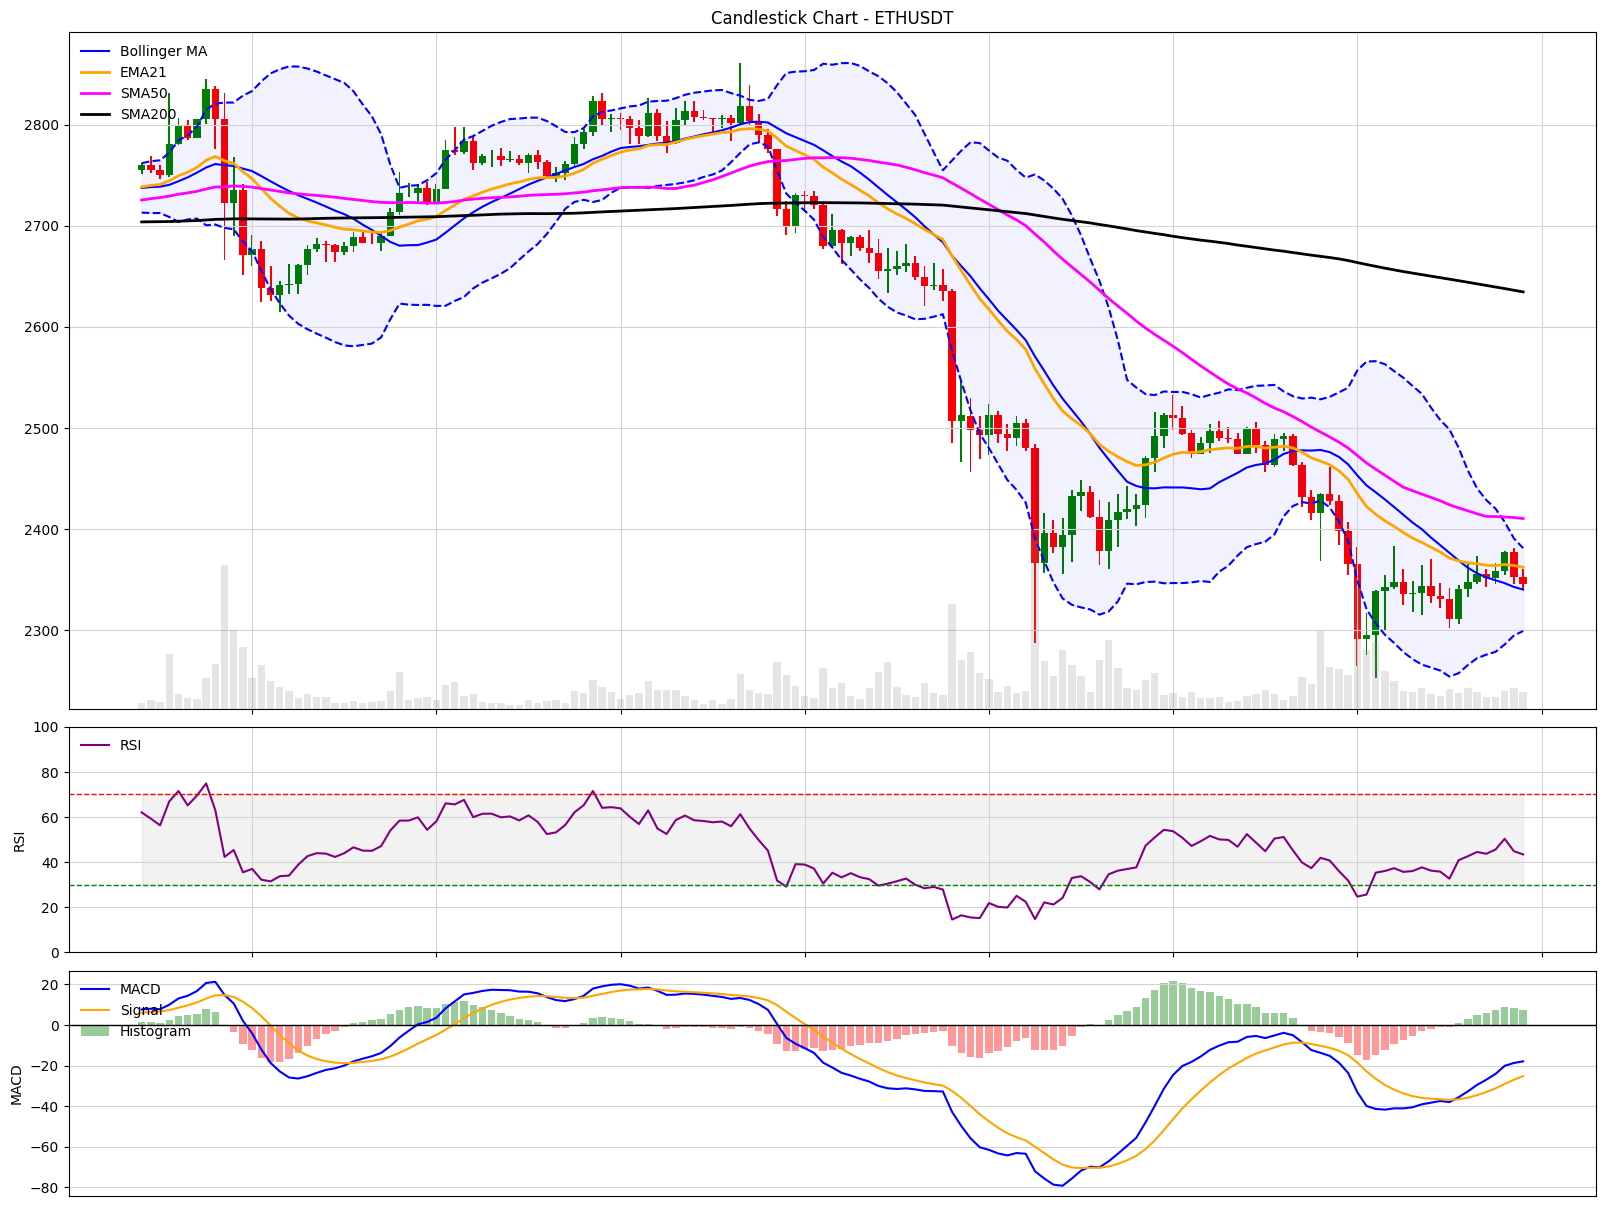 Candlestick Chart - ETHUSDT
Bollinger MA
EMA21
SMA50
SMA200
2800
2700
2600
2500
2400
2300
RSI
100
80
60
40
20
0
RSI
MACD
Signal
Histogram
20
0
−20
−40
−60
−80
MACD